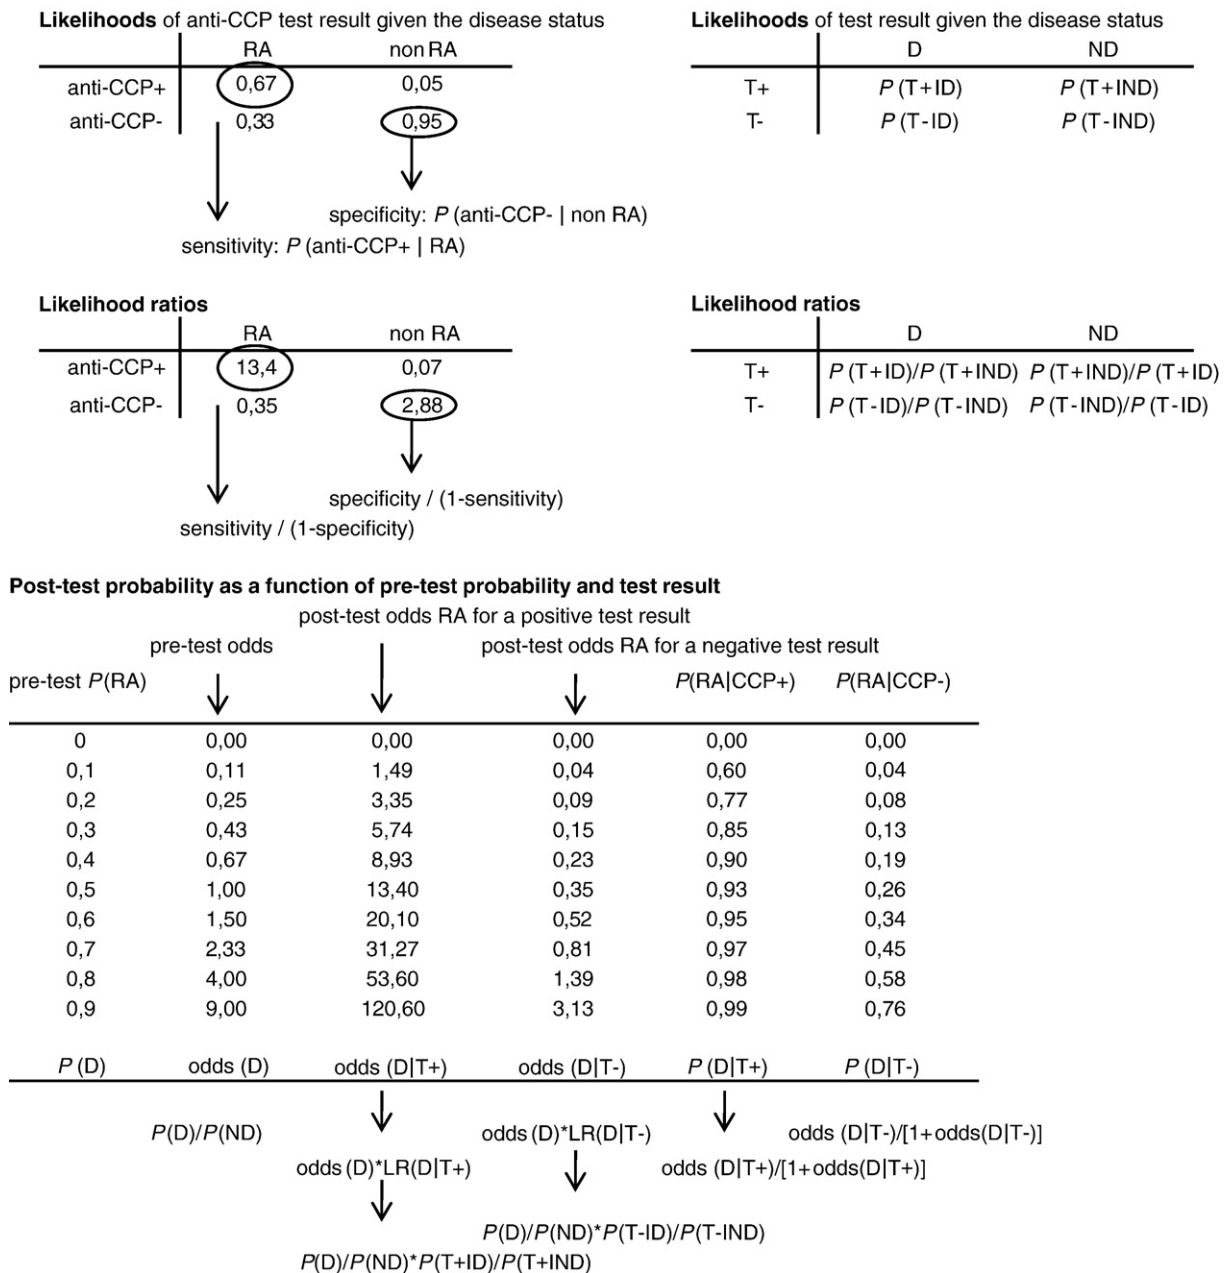 Likelihoods of anti-CCP test result given the disease status
RA non RA
anti-CCP+ 0,67 0,05
anti-CCP- 0,33 0,95
specificity: P (anti-CCP- | non RA)
sensitivity: P (anti-CCP+ | RA)
Likelihoods of test result given the disease status
D ND
T+ P (T+ID) P (T+IND)
T- P (T-ID) P (T-IND)
Likelihood ratios
RA non RA
anti-CCP+ 13,4 0,07
anti-CCP- 0,35 2,88
specificity / (1-sensitivity)
sensitivity / (1-specificity)
Likelihood ratios
D ND
T+ P (T+ID)/P (T+IND) P (T+IND)/P (T+ID)
T- P (T-ID)/P (T-IND) P (T-IND)/P (T-ID)
Post-test probability as a function of pre-test probability and test result
post-test odds RA for a positive test result
pre-test odds post-test odds RA for a negative test result
pre-test P(RA) P(RA|CCP+) P(RA|CCP-)
0 0,00 0,00 0,00 0,00 0,00
0,1 0,11 1,49 0,04 0,60 0,04
0,2 0,25 3,35 0,09 0,77 0,08
0,3 0,43 5,74 0,15 0,85 0,13
0,4 0,67 8,93 0,23 0,90 0,19
0,5 1,00 13,40 0,35 0,93 0,26
0,6 1,50 20,10 0,52 0,95 0,34
0,7 2,33 31,27 0,81 0,97 0,45
0,8 4,00 53,60 1,39 0,98 0,58
0,9 9,00 120,60 3,13 0,99 0,76
P (D) odds (D) odds (D|T+) odds (D|T-) P (D|T+) P (D|T-)
P(D)/P(ND) odds (D)*LR(D|T-) odds (D|T-)/[1+odds(D|T-)]
odds (D)*LR(D|T+) odds (D|T+)/[1+odds(D|T+)]
P(D)/P(ND)*P(T-ID)/P(T-IND)
P(D)/P(ND)*P(T+ID)/P(T+IND)